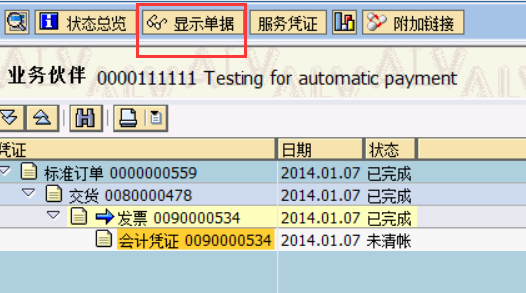 状态总览 显示单据 服务凭证 附加链接
业务伙伴 0000111111 Testing for automatic payment
凭证 日期 状态
标准订单 0000000559 2014.01.07 已完成
交货 0080000478 2014.01.07 已完成
发票 0090000534 2014.01.07 已完成
会计凭证 0090000534 2014.01.07 未清帐